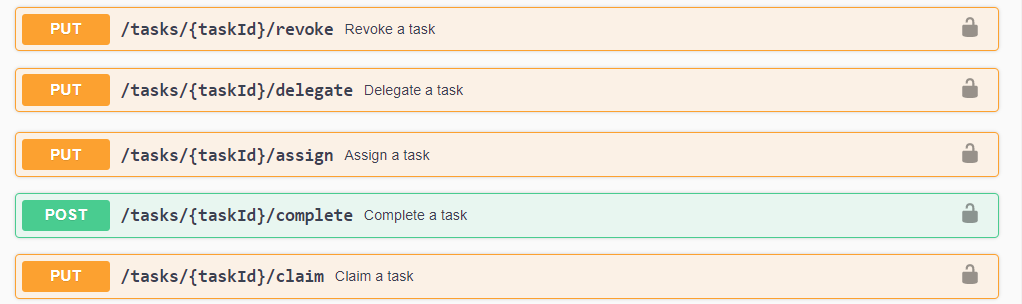 PUT /tasks/{taskId}/revoke Revoke a task
PUT /tasks/{taskId}/delegate Delegate a task
PUT /tasks/{taskId}/assign Assign a task
POST /tasks/{taskId}/complete Complete a task
PUT /tasks/{taskId}/claim Claim a task